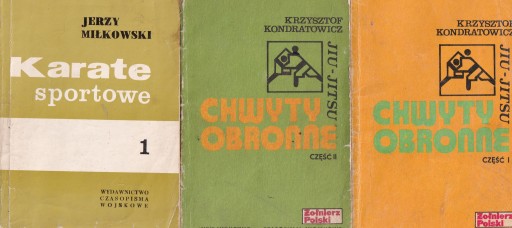 JERZY
MIŁKOWSKI
Karate
sportowe
1
WYDAWNICTWO
CZASOPISMA
WOJSKOWE
KRZYSZTOF
KONDRATOWICZ
JIU-JITSU
CHWYTY
OBRONNE
CZĘŚĆ II
Żołnierz
Polski
KRZYSZTOF
KONDRATOWICZ
JIU-JITSU
CHWYTY
OBRONNE
CZĘŚĆ I
Żołnierz
Polski